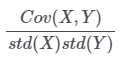 Cov(X, Y)
std(X)std(Y)